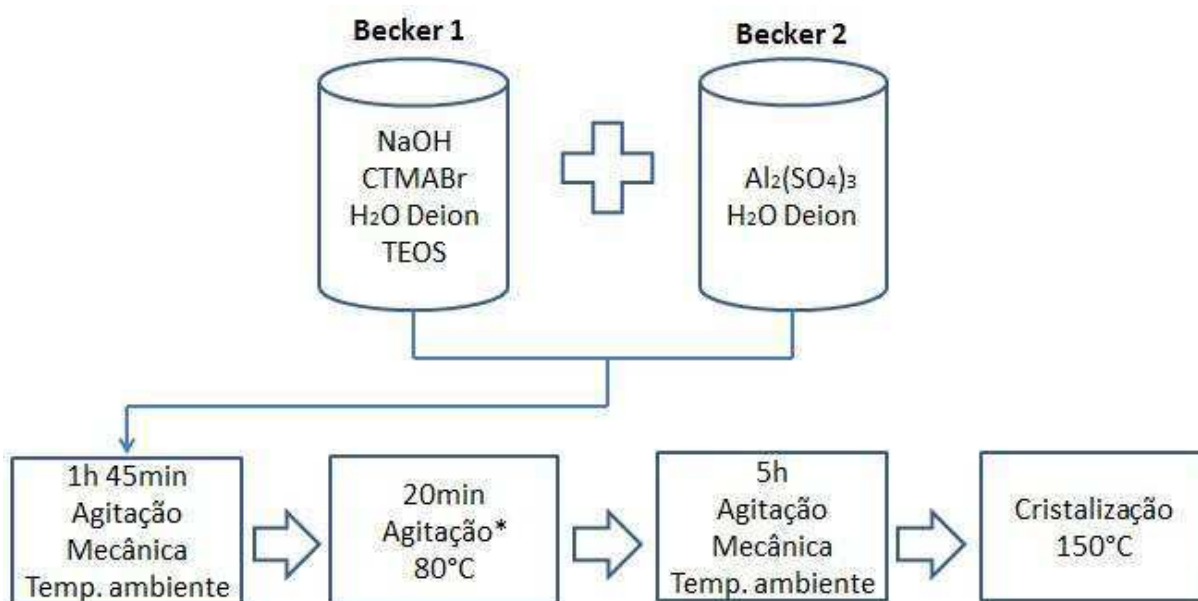 Becker 1
Becker 2
NaOH
CTMABr
H₂O Deion
TEOS
Al₂(SO₄)₃
H₂O Deion
1h 45min
Agitação
Mecânica
Temp. ambiente
20min
Agitação*
80°C
5h
Agitação
Mecânica
Temp. ambiente
Cristalização
150°C